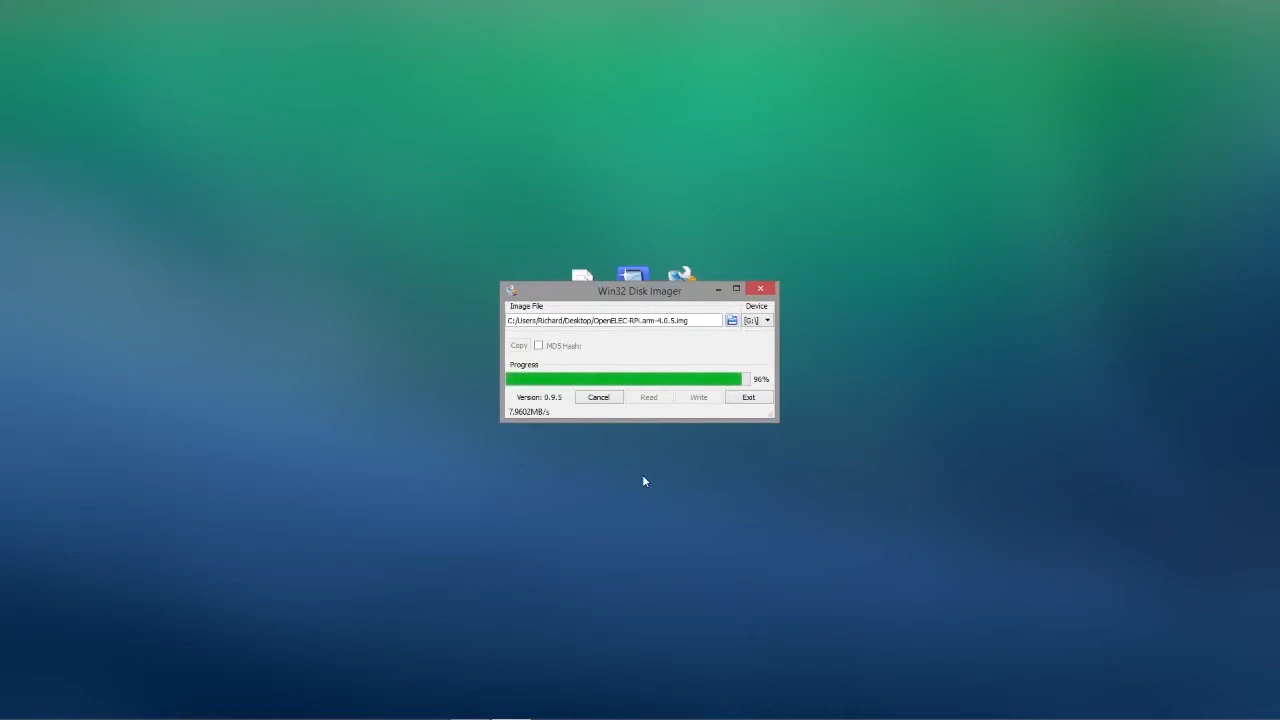 Win32 Disk Imager
Image File
Device
C:/Users/Richard/Desktop/OpenELEC-RPi.arm-4.0.5.img
[G:\]
Copy
MD5 Hash:
Progress
96%
Version: 0.9.5
Cancel
Read
Write
Exit
7.9602MB/s